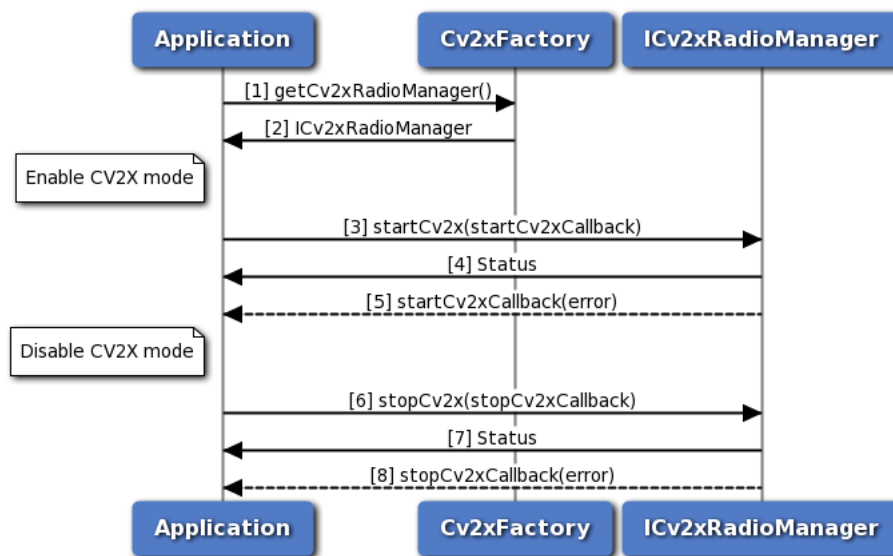 Application
Cv2xFactory
ICv2xRadioManager
[1] getCv2xRadioManager()
[2] ICv2xRadioManager
Enable CV2X mode
[3] startCv2x(startCv2xCallback)
[4] Status
[5] startCv2xCallback(error)
Disable CV2X mode
[6] stopCv2x(stopCv2xCallback)
[7] Status
[8] stopCv2xCallback(error)
Application
Cv2xFactory
ICv2xRadioManager